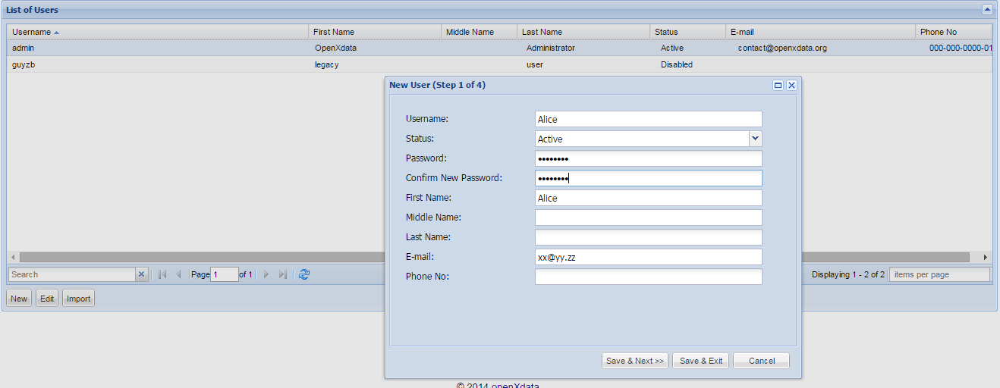 List of Users
Username First Name Middle Name Last Name Status E-mail Phone No
admin OpenXdata Administrator Active contact@openxdata.org 000-000-0000-01
guyzb legacy user Disabled
New User (Step 1 of 4)
Username: Alice
Status: Active
Password: ••••••••
Confirm New Password: ••••••••
First Name: Alice
Middle Name:
Last Name:
E-mail: xx@yy.zz
Phone No:
Search Page 1 of 1 Displaying 1 - 2 of 2 items per page
New Edit Import
Save & Next >> Save & Exit Cancel
© 2014 openXdata